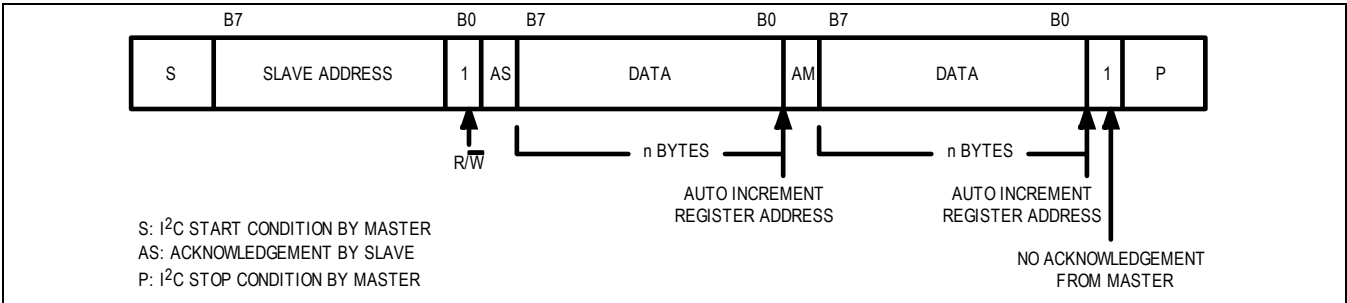 B7 B0 B7 B0 B7 B0
S SLAVE ADDRESS 1 AS DATA AM DATA 1 P
R/W̅
n BYTES n BYTES
AUTO INCREMENT
REGISTER ADDRESS
AUTO INCREMENT
REGISTER ADDRESS
NO ACKNOWLEDGEMENT
FROM MASTER
S: I²C START CONDITION BY MASTER
AS: ACKNOWLEDGEMENT BY SLAVE
P: I²C STOP CONDITION BY MASTER